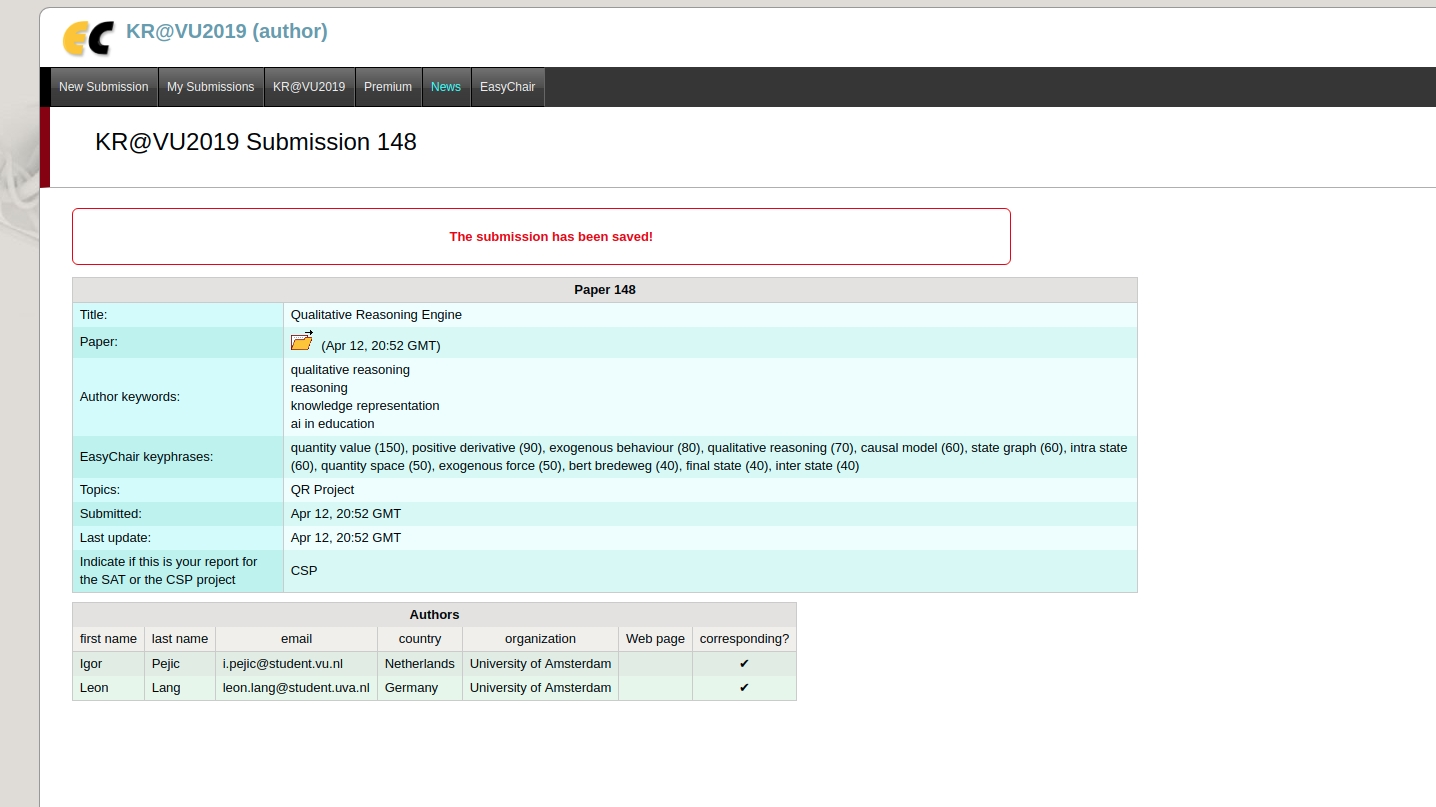 EC KR@VU2019 (author)
New Submission My Submissions KR@VU2019 Premium News EasyChair
KR@VU2019 Submission 148
The submission has been saved!
Paper 148
Title: Qualitative Reasoning Engine
Paper: (Apr 12, 20:52 GMT)
Author keywords: qualitative reasoning
reasoning
knowledge representation
ai in education
EasyChair keyphrases: quantity value (150), positive derivative (90), exogenous behaviour (80), qualitative reasoning (70), causal model (60), state graph (60), intra state
(60), quantity space (50), exogenous force (50), bert bredeweg (40), final state (40), inter state (40)
Topics: QR Project
Submitted: Apr 12, 20:52 GMT
Last update: Apr 12, 20:52 GMT
Indicate if this is your report for
the SAT or the CSP project CSP
Authors
first name last name email country organization Web page corresponding?
Igor Pejic i.pejic@student.vu.nl Netherlands University of Amsterdam ✔
Leon Lang leon.lang@student.uva.nl Germany University of Amsterdam ✔